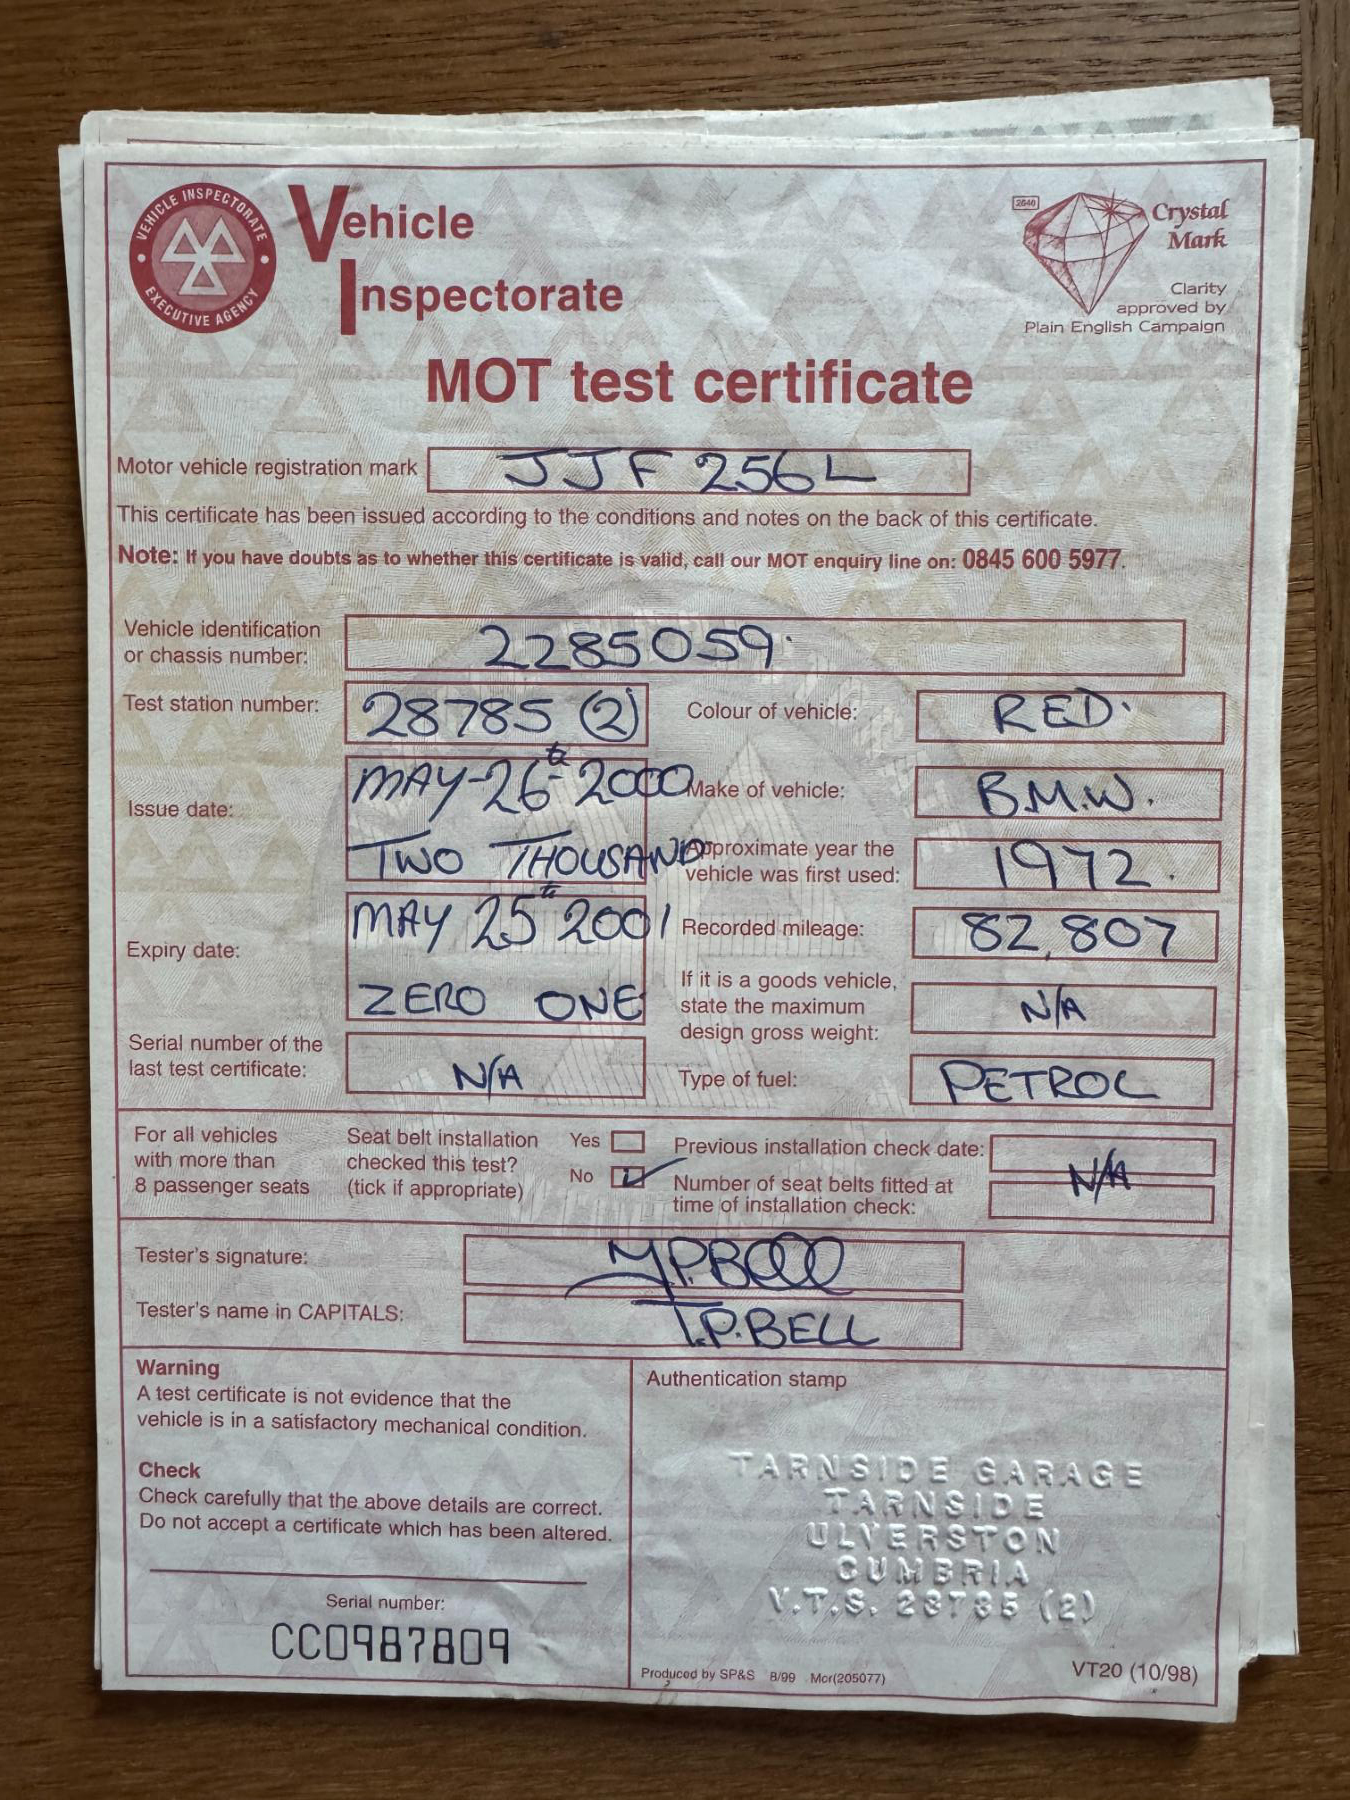 VEHICLE INSPECTORATE
EXECUTIVE AGENCY
Vehicle
Inspectorate
2640
Crystal
Mark
Clarity
approved by
Plain English Campaign
MOT test certificate
Motor vehicle registration mark JJF 256L
This certificate has been issued according to the conditions and notes on the back of this certificate.
Note: If you have doubts as to whether this certificate is valid, call our MOT enquiry line on: 0845 600 5977.
Vehicle identification
or chassis number: 2285059.
Test station number: 28785 (2)
Colour of vehicle: RED.
Issue date: MAY-26th 2000
TWO THOUSAND
Make of vehicle: B.M.W.
Approximate year the
vehicle was first used: 1972.
Expiry date: MAY 25th 2001
ZERO ONE
Recorded mileage: 82,807
If it is a goods vehicle,
state the maximum
design gross weight: N/A
Serial number of the
last test certificate: N/A
Type of fuel: PETROL
For all vehicles
with more than
8 passenger seats
Seat belt installation
checked this test?
(tick if appropriate)
Yes
No
Previous installation check date:
Number of seat belts fitted at
time of installation check:
N/A
Tester's signature: T.P.Bell
Tester's name in CAPITALS: T.P.BELL
Warning
A test certificate is not evidence that the
vehicle is in a satisfactory mechanical condition.
Check
Check carefully that the above details are correct.
Do not accept a certificate which has been altered.
Serial number:
CC0987809
Authentication stamp
TARNSIDE GARAGE
TARNSIDE
ULVERSTON
CUMBRIA
V.T.S. 28785 (2)
Produced by SP&S 8/99 Mcr(205077)
VT20 (10/98)